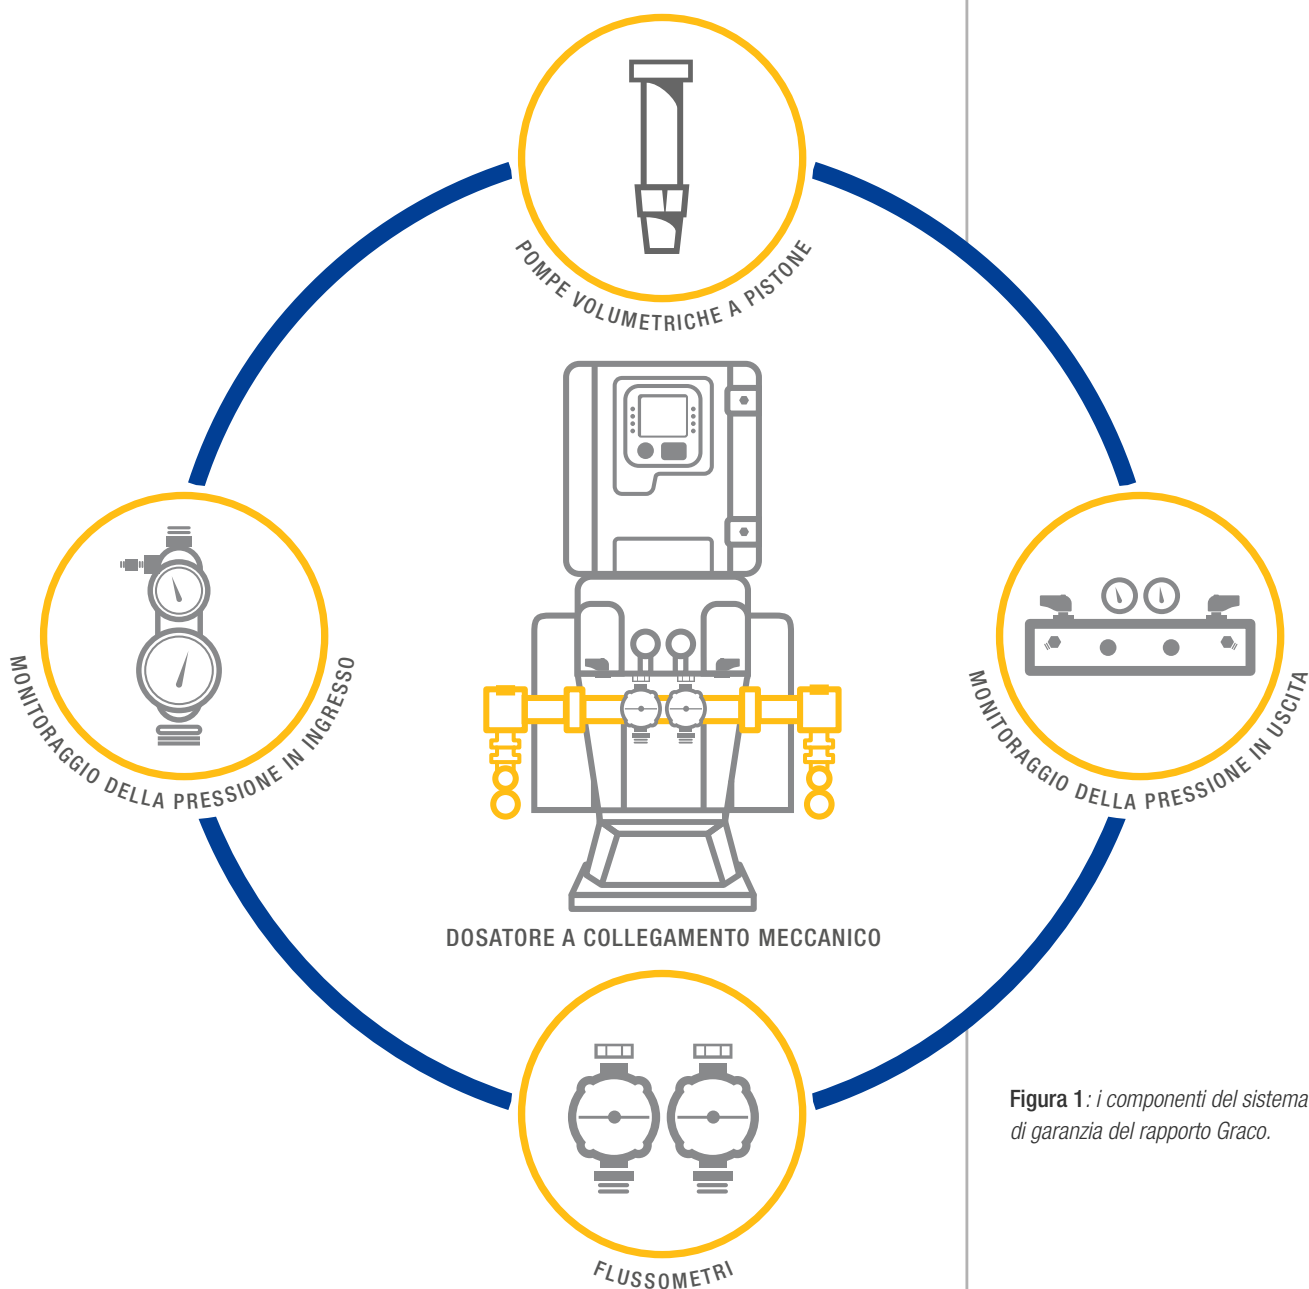 POMPE VOLUMETRICHE A PISTONE
MONITORAGGIO DELLA PRESSIONE IN INGRESSO
MONITORAGGIO DELLA PRESSIONE IN USCITA
DOSATORE A COLLEGAMENTO MECCANICO
FLUSSOMETRI
Figura 1: i componenti del sistema
di garanzia del rapporto Graco.